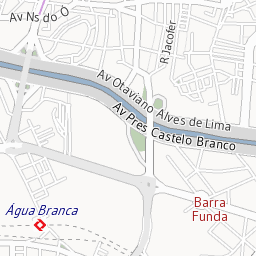 Av Ns do Ó
R Jacofer
Av Otaviano Alves de Lima
Av Pres Castelo Branco
Água Branca
Barra
Funda